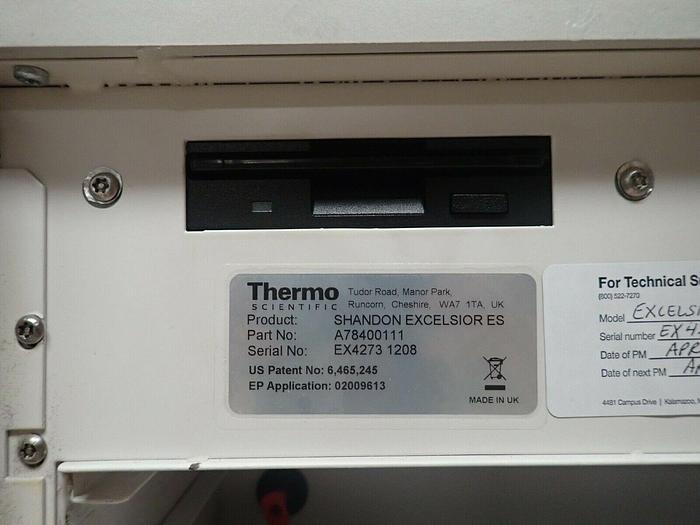 Thermo
SCIENTIFIC
Tudor Road, Manor Park,
Runcorn, Cheshire, WA7 1TA, UK
Product: SHANDON EXCELSIOR ES
Part No: A78400111
Serial No: EX4273 1208
US Patent No: 6,465,245
EP Application: 02009613
MADE IN UK
For Technical
(800) 522-7270
Model
Serial number
Date of PM
Date of next PM
4481 Campus Drive | Kalamazoo,